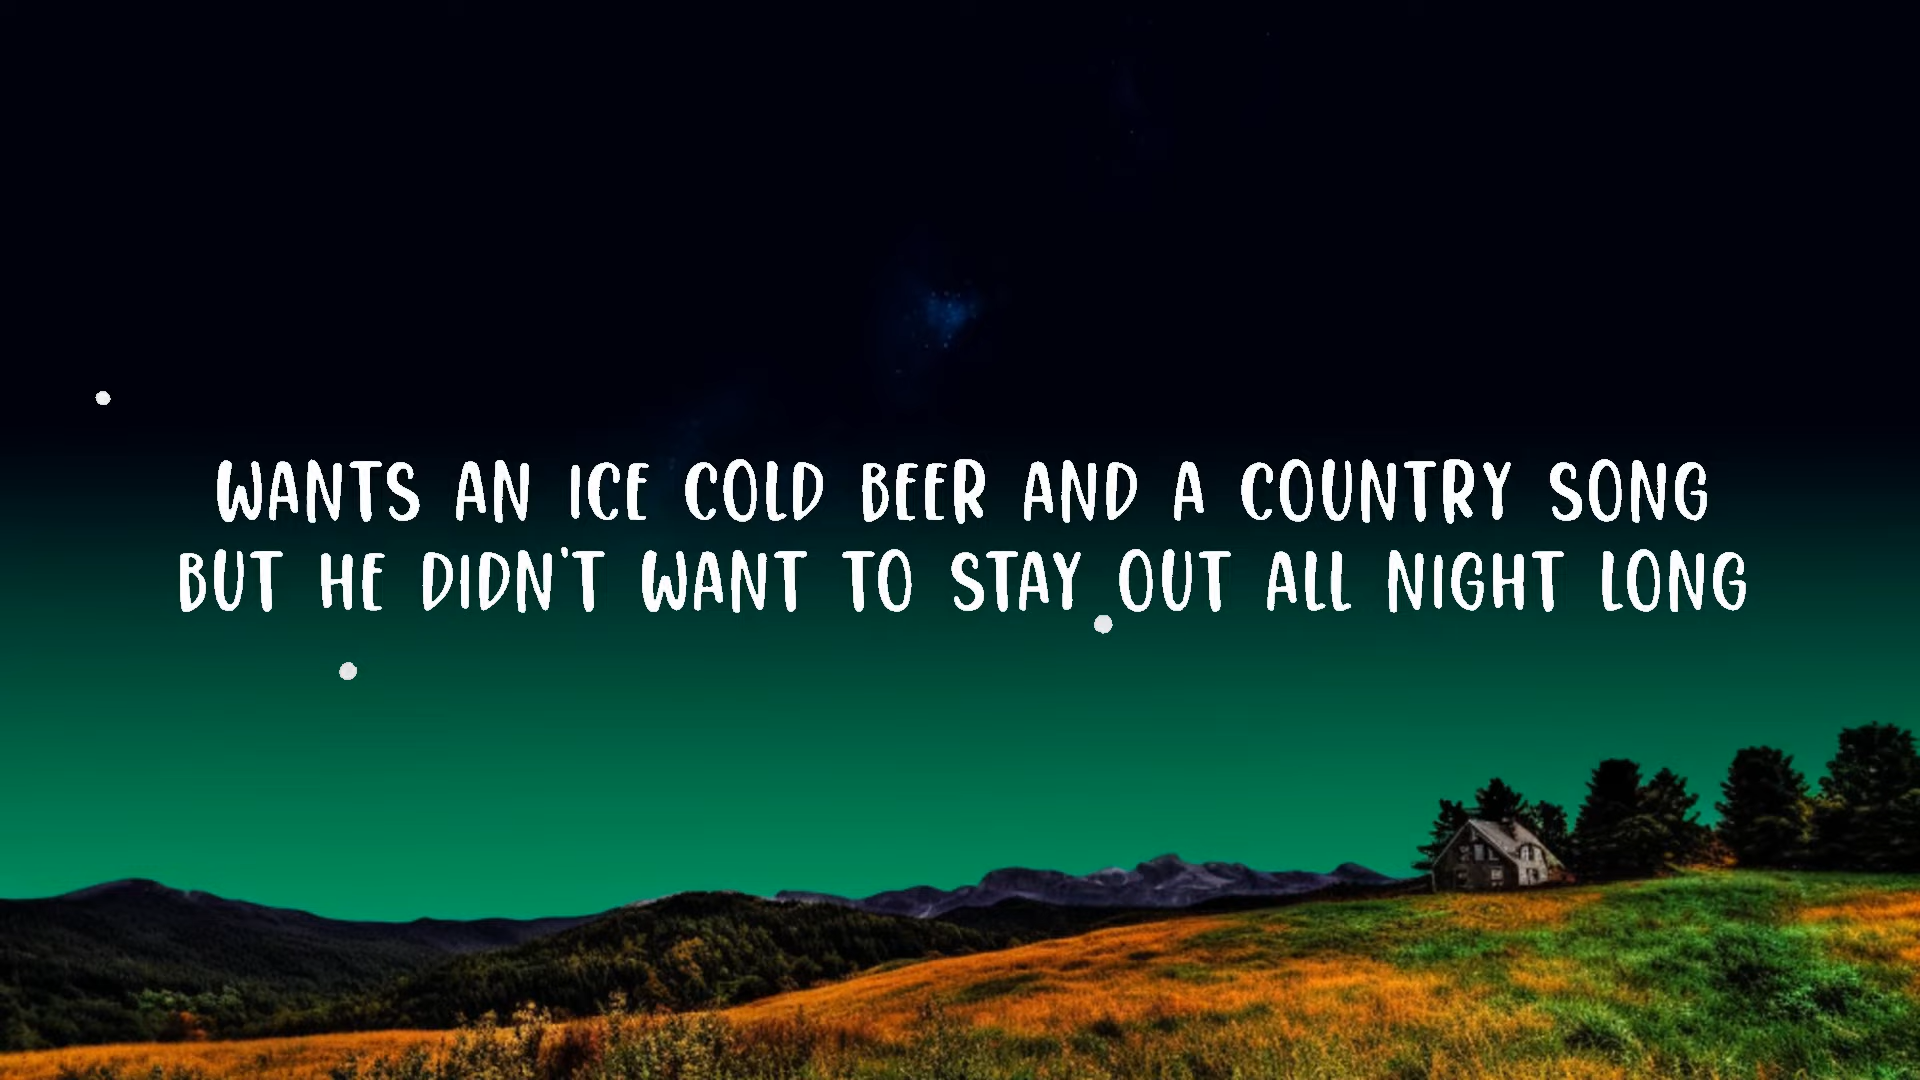 WANTS AN ICE COLD BEER AND A COUNTRY SONG
BUT HE DIDN'T WANT TO STAY OUT ALL NIGHT LONG